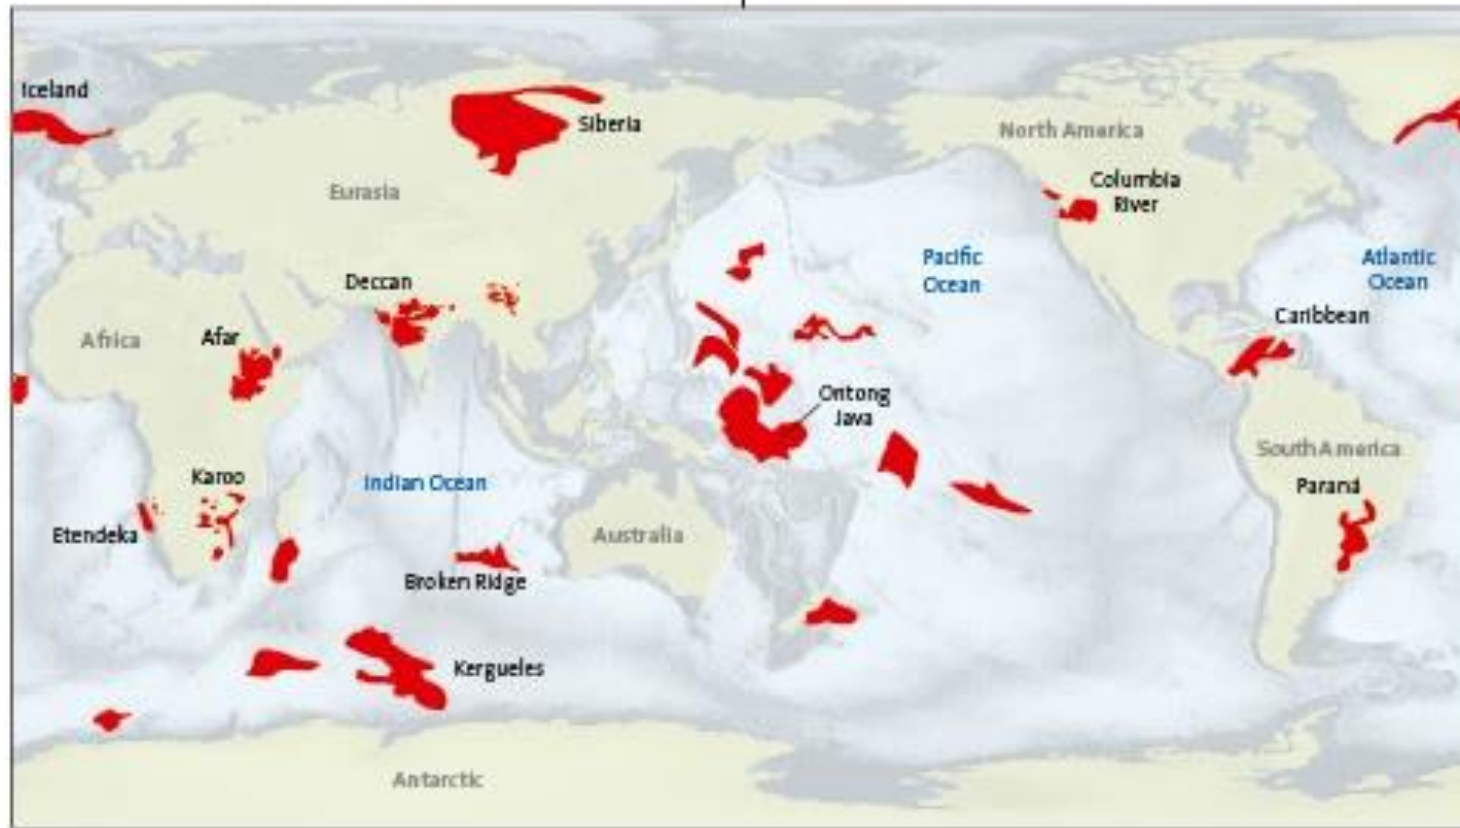 Iceland
Siberia
North America
Columbia
River
Eurasia
Pacific
Ocean
Atlantic
Ocean
Deccan
Caribbean
Africa
Afar
Ontong
Java
South America
Karoo
Indian Ocean
Paraná
Etendeka
Australia
Broken Ridge
Kergueles
Antarctic